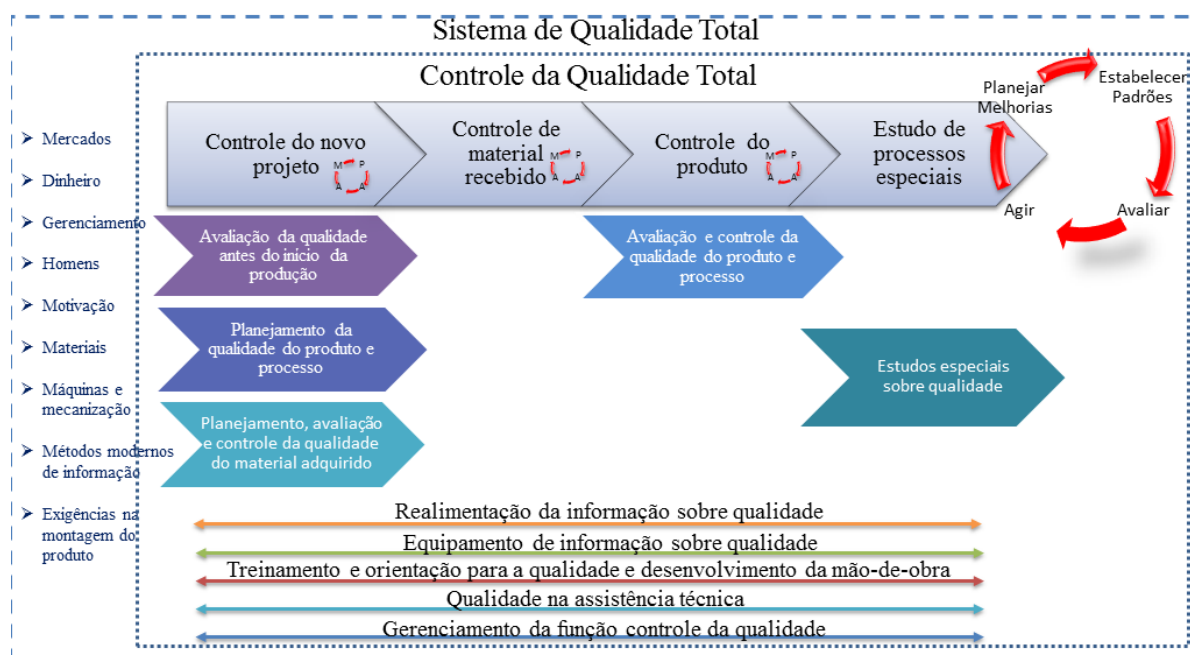 Sistema de Qualidade Total
Controle da Qualidade Total
Mercados
Dinheiro
Gerenciamento
Homens
Motivação
Materiais
Máquinas e
mecanização
Métodos modernos
de informação
Exigências na
montagem do
produto
Controle do novo
projeto
M P
A A
Controle de
material
recebido
M P
A A
Controle do
produto
M P
A A
Estudo de
processos
especiais
Planejar
Melhorias
Estabelecer
Padrões
Agir
Avaliar
Avaliação da qualidade
antes do inicio da
produção
Avaliação e controle da
qualidade do produto e
processo
Planejamento da
qualidade do produto e
processo
Estudos especiais
sobre qualidade
Planejamento, avaliação
e controle da qualidade
do material adquirido
Realimentação da informação sobre qualidade
Equipamento de informação sobre qualidade
Treinamento e orientação para a qualidade e desenvolvimento da mão-de-obra
Qualidade na assistência técnica
Gerenciamento da função controle da qualidade